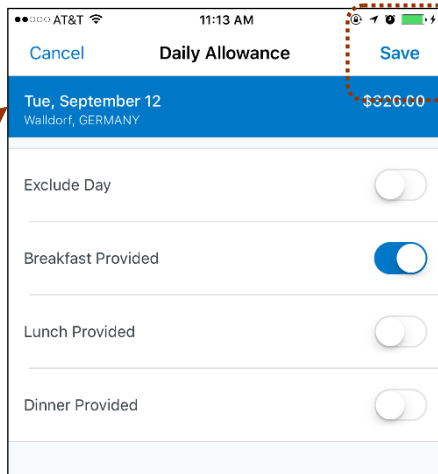 AT&T 11:13 AM
Cancel Daily Allowance Save
Tue, September 12 $326.00
Walldorf, GERMANY
Exclude Day
Breakfast Provided
Lunch Provided
Dinner Provided